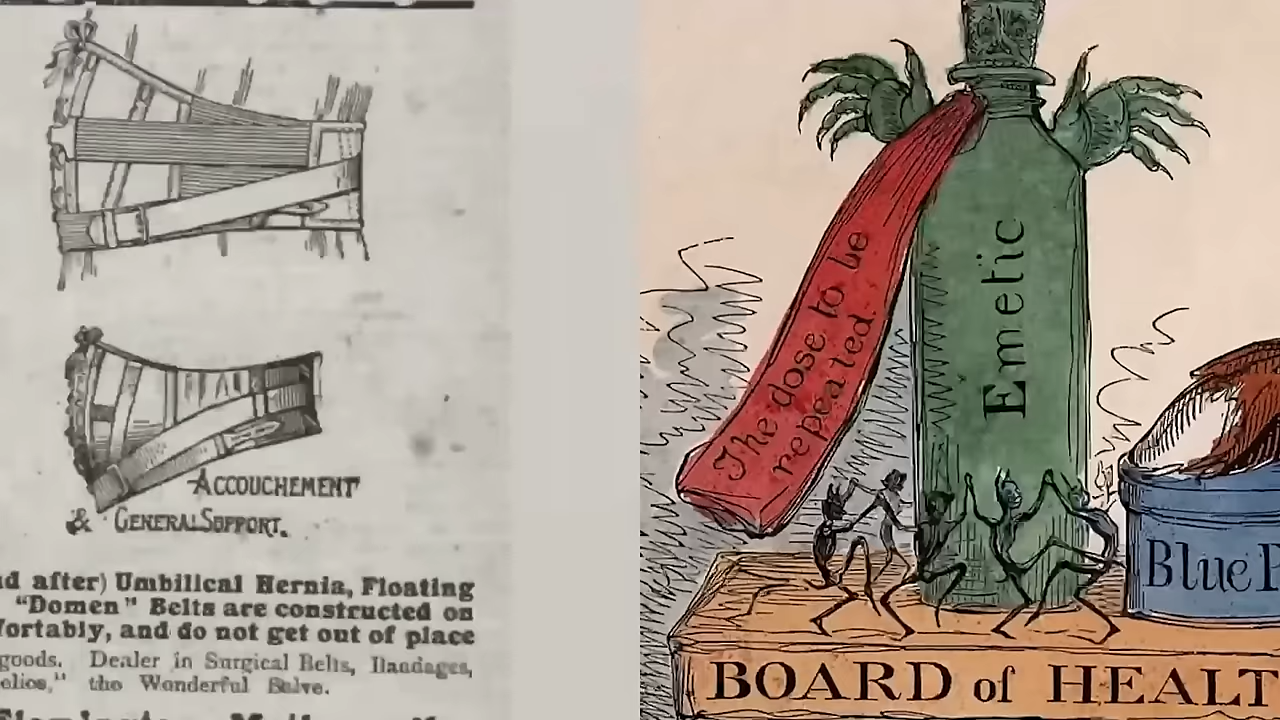 ACCOUCHEMENT
& GENERAL SUPPORT.
after) Umbilical Hernia, Floating
"Domen" Belts are constructed on
and do not get out of place
goods. Dealer in Surgical Belts, Bandages,
the Wonderful Salve.
The dose to be
repeated.
Emetic
Blue
BOARD of HEALT